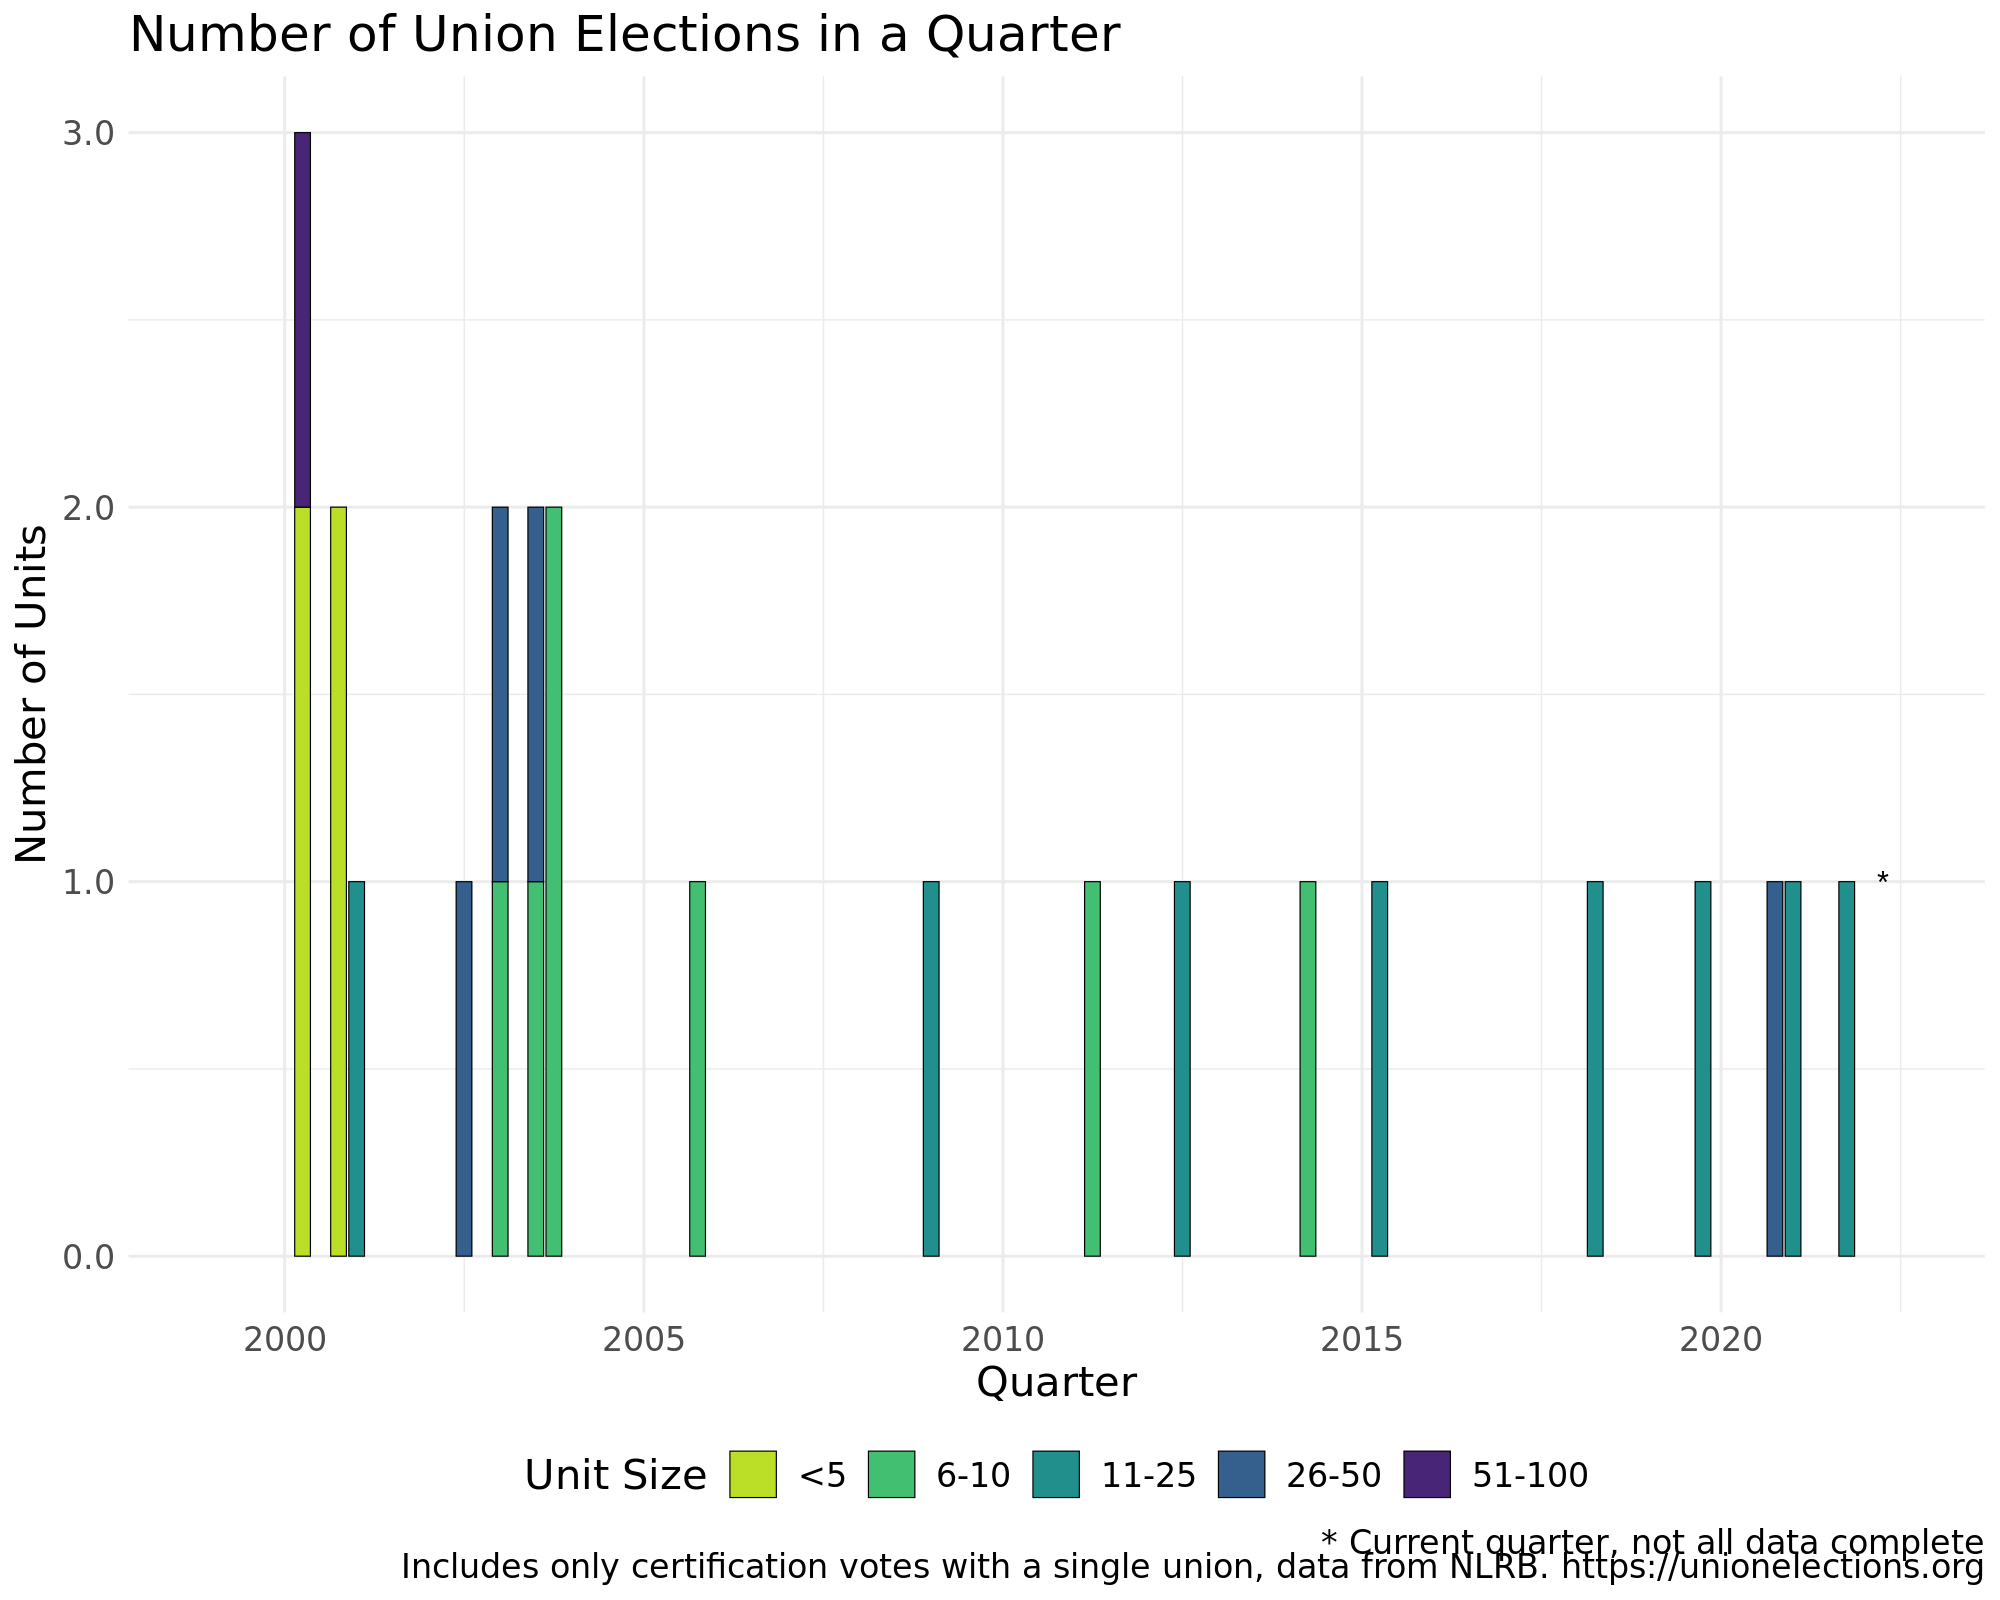 Number of Union Elections in a Quarter
Number of Units
3.0
2.0
1.0
0.0
*
2000 2005 2010 2015 2020
Quarter
Unit Size <5 6-10 11-25 26-50 51-100
* Current quarter, not all data complete
Includes only certification votes with a single union, data from NLRB. https://unionelections.org